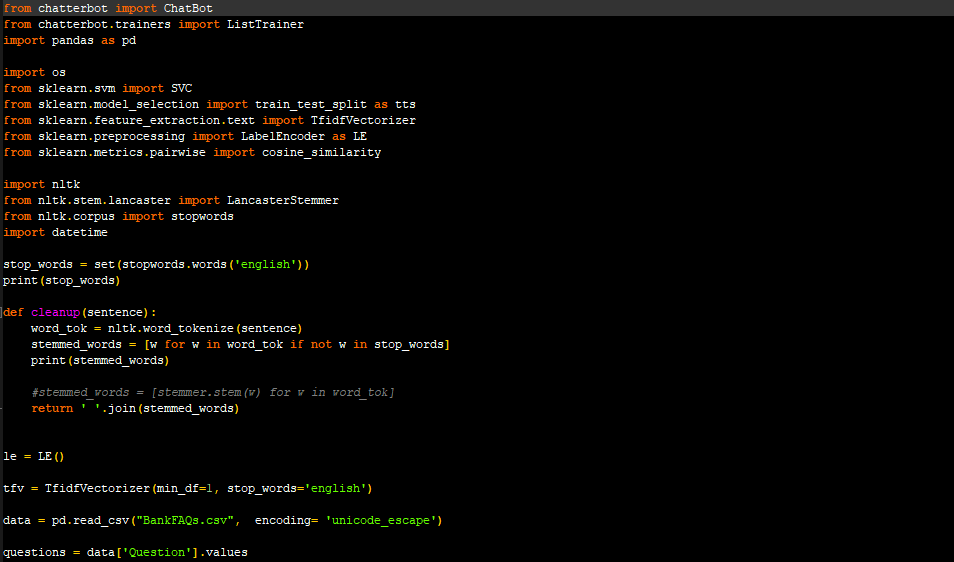 from chatterbot import ChatBot
from chatterbot.trainers import ListTrainer
import pandas as pd
import os
from sklearn.svm import SVC
from sklearn.model_selection import train_test_split as tts
from sklearn.feature_extraction.text import TfidfVectorizer
from sklearn.preprocessing import LabelEncoder as LE
from sklearn.metrics.pairwise import cosine_similarity
import nltk
from nltk.stem.lancaster import LancasterStemmer
from nltk.corpus import stopwords
import datetime
stop_words = set(stopwords.words('english'))
print(stop_words)
def cleanup(sentence):
    word_tok = nltk.word_tokenize(sentence)
    stemmed_words = [w for w in word_tok if not w in stop_words]
    print(stemmed_words)
    #stemmed_words = [stemmer.stem(w) for w in word_tok]
    return ' '.join(stemmed_words)
le = LE()
tfv = TfidfVectorizer(min_df=1, stop_words='english')
data = pd.read_csv("BankFAQs.csv",  encoding= 'unicode_escape')
questions = data['Question'].values